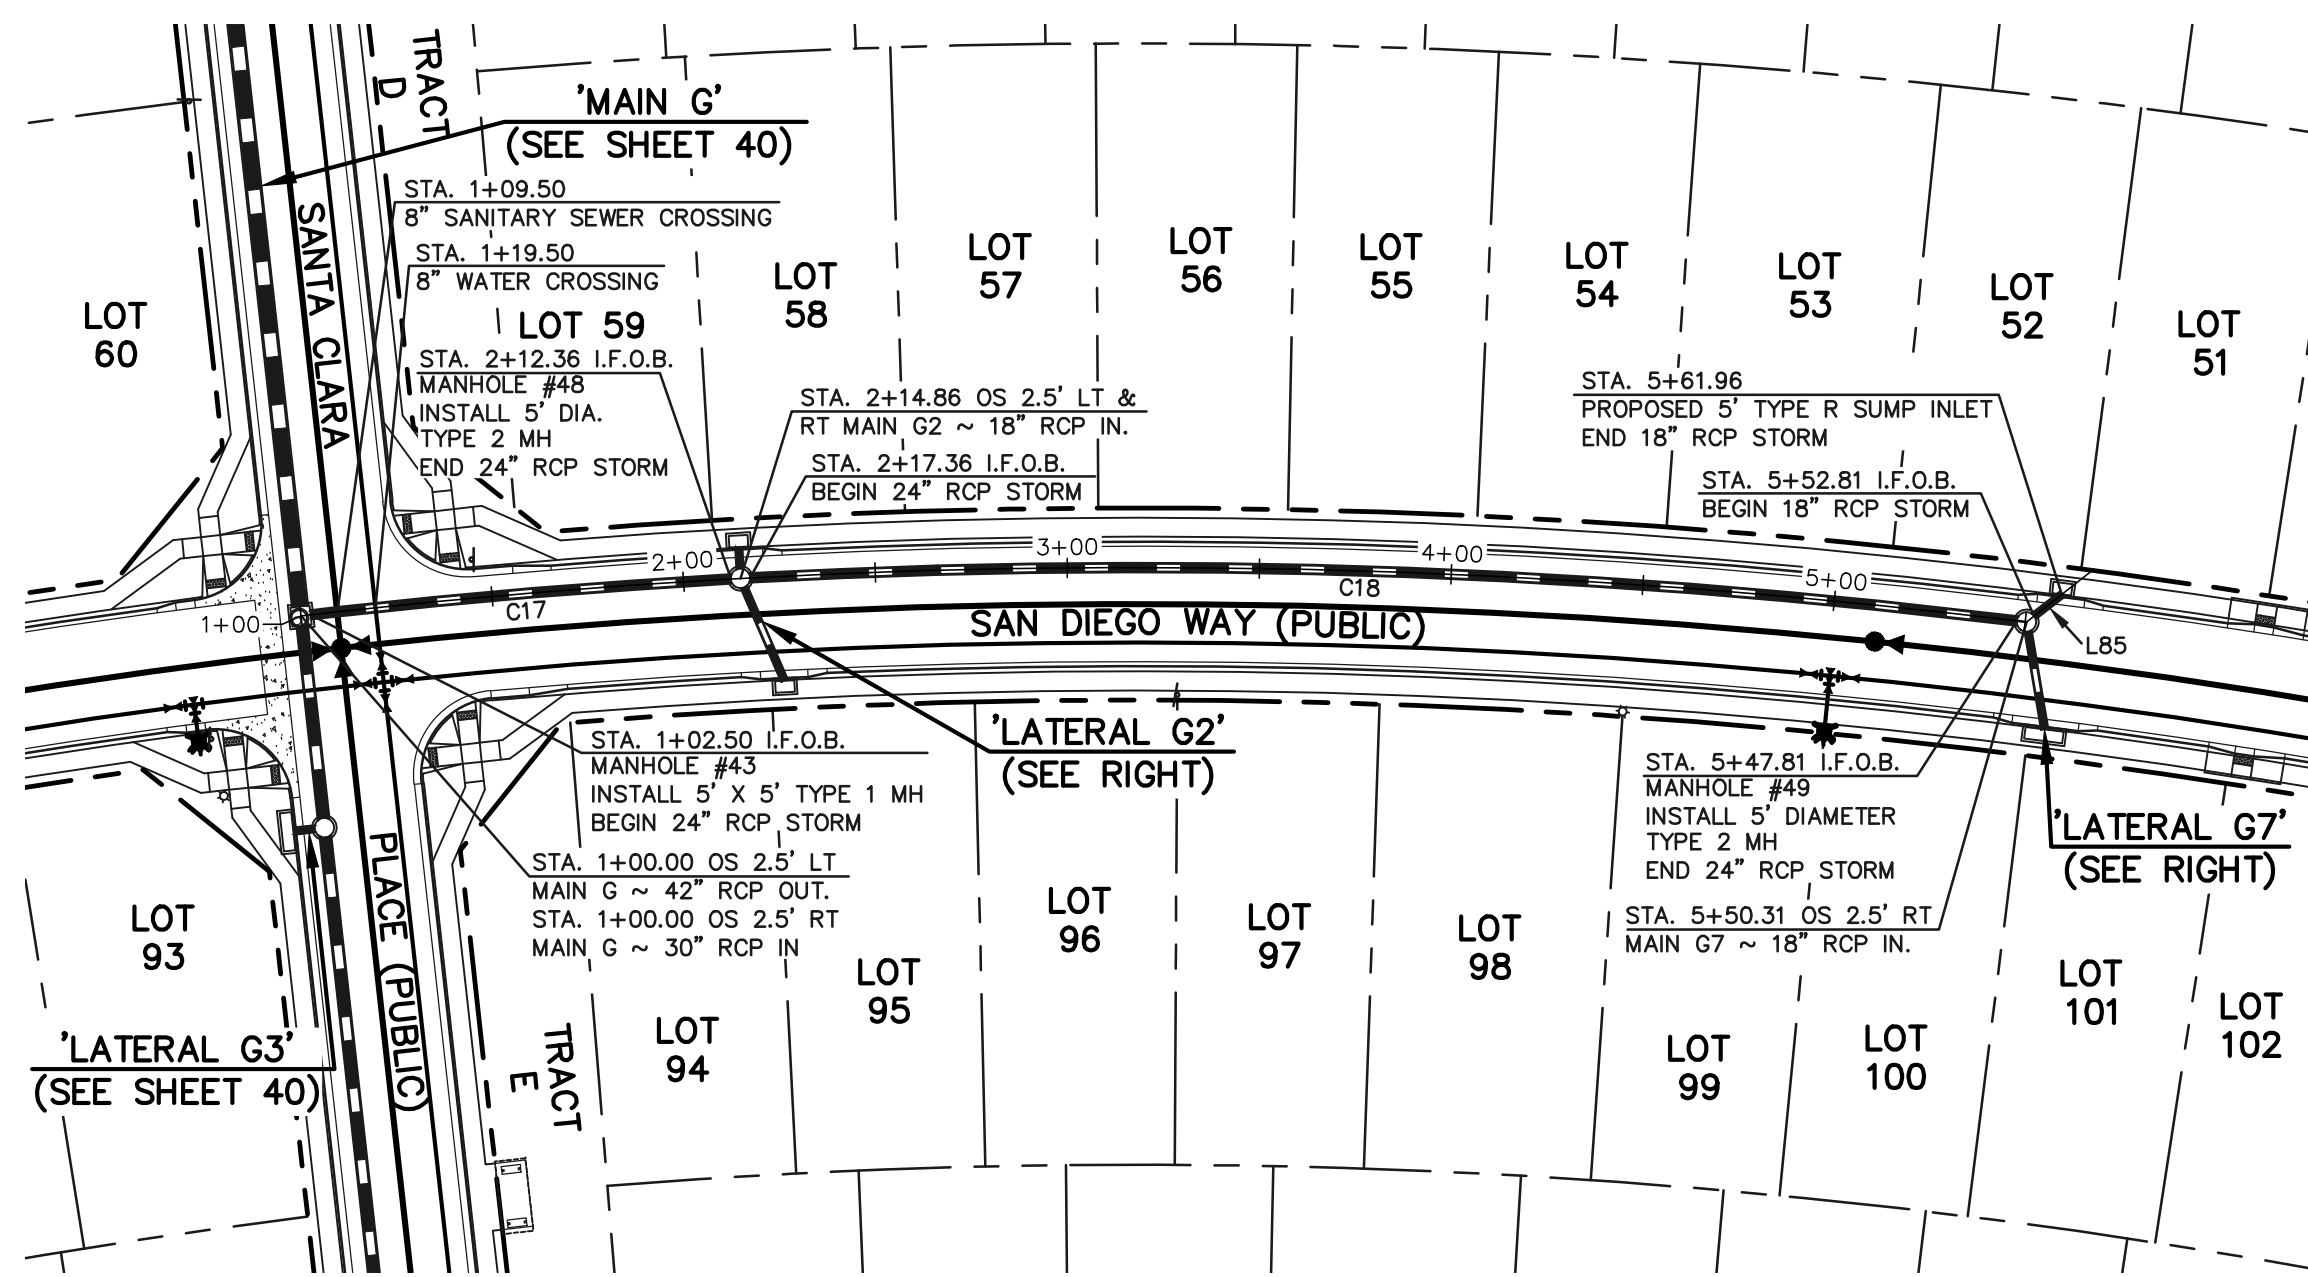 TRACT
D
'MAIN G'
(SEE SHEET 40)
STA. 1+09.50
8" SANITARY SEWER CROSSING
STA. 1+19.50
8" WATER CROSSING
SANTA CLARA
PLACE (PUBLIC)
LOT
60
LOT 59
LOT
58
LOT
57
LOT
56
LOT
55
LOT
54
LOT
53
LOT
52
LOT
51
STA. 2+12.36 I.F.O.B.
MANHOLE #48
INSTALL 5' DIA.
TYPE 2 MH
END 24" RCP STORM
STA. 2+14.86 OS 2.5' LT &
RT MAIN G2 ~ 18" RCP IN.
STA. 2+17.36 I.F.O.B.
BEGIN 24" RCP STORM
STA. 5+61.96
PROPOSED 5' TYPE R SUMP INLET
END 18" RCP STORM
STA. 5+52.81 I.F.O.B.
BEGIN 18" RCP STORM
1+00
2+00
3+00
4+00
5+00
C17
C18
L85
SAN DIEGO WAY (PUBLIC)
STA. 1+02.50 I.F.O.B.
MANHOLE #43
INSTALL 5' X 5' TYPE 1 MH
BEGIN 24" RCP STORM
STA. 1+00.00 OS 2.5' LT
MAIN G ~ 42" RCP OUT.
STA. 1+00.00 OS 2.5' RT
MAIN G ~ 30" RCP IN
'LATERAL G2'
(SEE RIGHT)
STA. 5+47.81 I.F.O.B.
MANHOLE #49
INSTALL 5' DIAMETER
TYPE 2 MH
END 24" RCP STORM
STA. 5+50.31 OS 2.5' RT
MAIN G7 ~ 18" RCP IN.
'LATERAL G7'
(SEE RIGHT)
LOT
93
'LATERAL G3'
(SEE SHEET 40)
TRACT
E
LOT
94
LOT
95
LOT
96
LOT
97
LOT
98
LOT
99
LOT
100
LOT
101
LOT
102